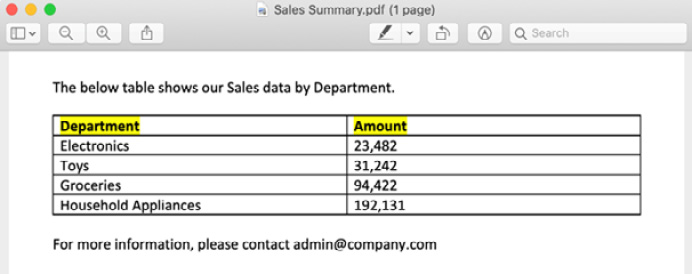 Sales Summary.pdf (1 page)
Search
The below table shows our Sales data by Department.
Department Amount
Electronics 23,482
Toys 31,242
Groceries 94,422
Household Appliances 192,131
For more information, please contact admin@company.com